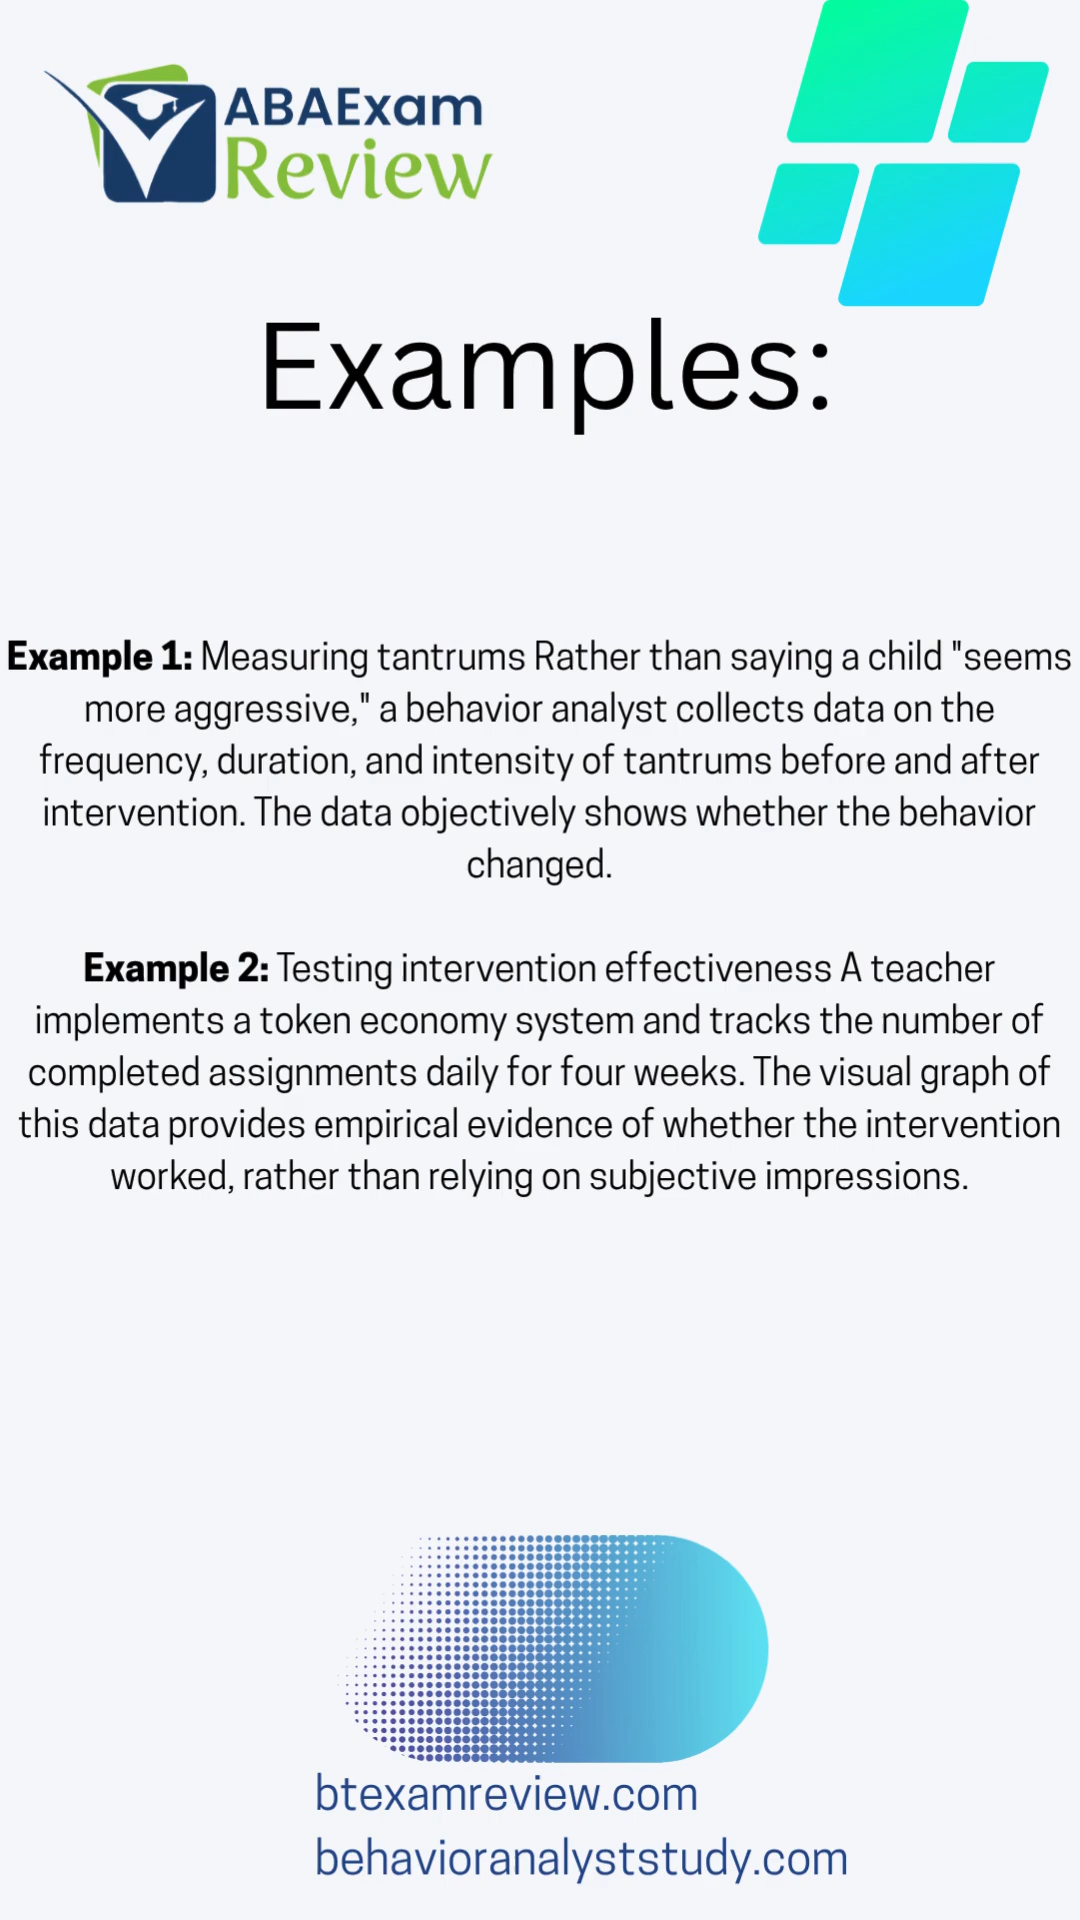 ABAExam
Review
Examples:
Example 1: Measuring tantrums Rather than saying a child "seems
more aggressive," a behavior analyst collects data on the
frequency, duration, and intensity of tantrums before and after
intervention. The data objectively shows whether the behavior
changed.
Example 2: Testing intervention effectiveness A teacher
implements a token economy system and tracks the number of
completed assignments daily for four weeks. The visual graph of
this data provides empirical evidence of whether the intervention
worked, rather than relying on subjective impressions.
btexamreview.com
behavioranalyststudy.com